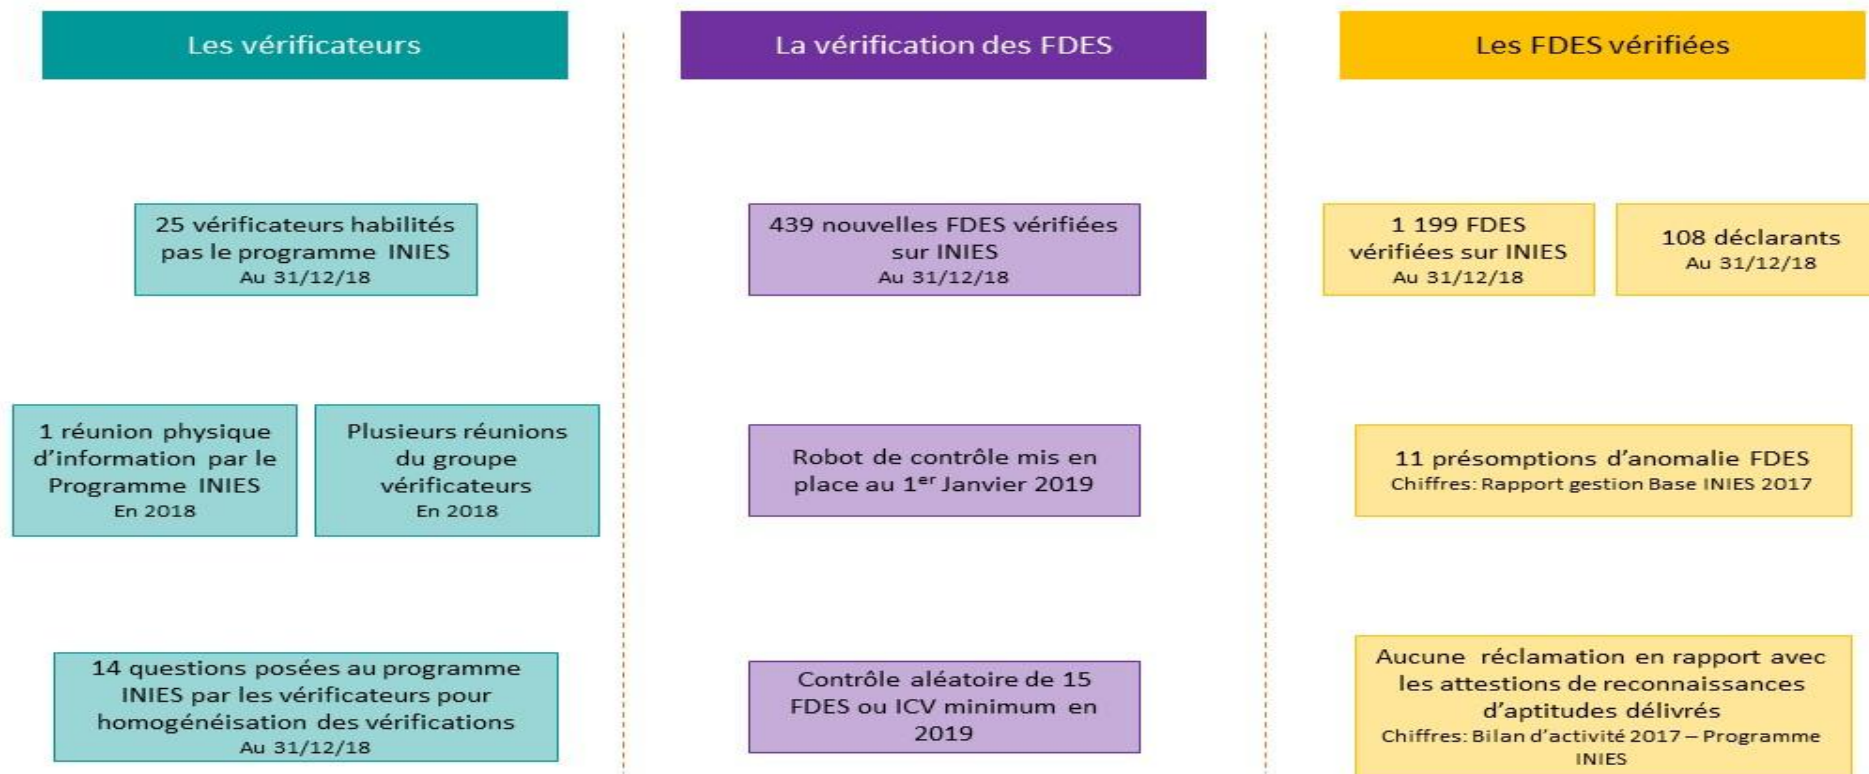 Les vérificateurs
La vérification des FDES
Les FDES vérifiées
25 vérificateurs habilités
pas le programme INIES
Au 31/12/18
439 nouvelles FDES vérifiées
sur INIES
Au 31/12/18
1 199 FDES
vérifiées sur INIES
Au 31/12/18
108 déclarants
Au 31/12/18
1 réunion physique
d’information par le
Programme INIES
En 2018
Plusieurs réunions
du groupe
vérificateurs
En 2018
Robot de contrôle mis en
place au 1er Janvier 2019
11 présomptions d’anomalie FDES
Chiffres: Rapport gestion Base INIES 2017
14 questions posées au programme
INIES par les vérificateurs pour
homogénéisation des vérifications
Au 31/12/18
Contrôle aléatoire de 15
FDES ou ICV minimum en
2019
Aucune réclamation en rapport avec
les attestions de reconnaissances
d’aptitudes délivrés
Chiffres: Bilan d’activité 2017 – Programme
INIES